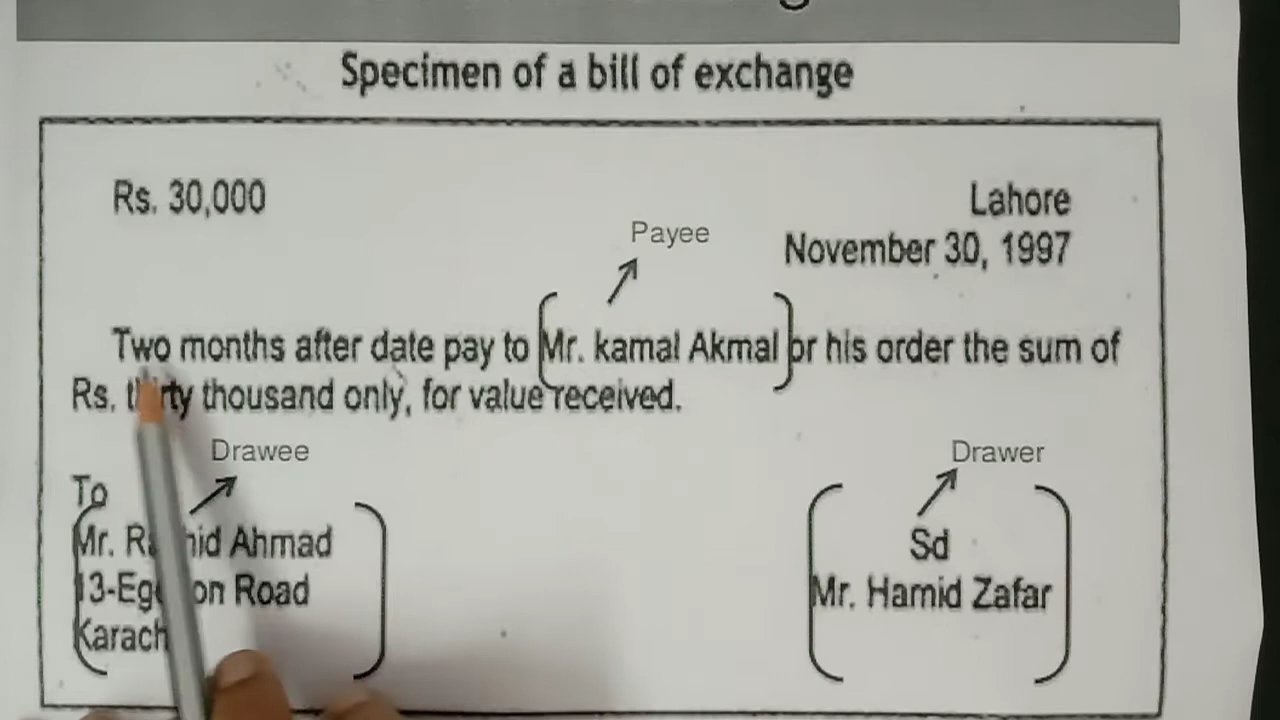 Specimen of a bill of exchange
Rs. 30,000
Lahore
Payee
November 30, 1997
Two months after date pay to Mr. kamal Akmal or his order the sum of
Rs. thirty thousand only, for value received.
Drawee
Drawer
To
Mr. Ahmad
Sd
13- Road
Mr. Hamid Zafar